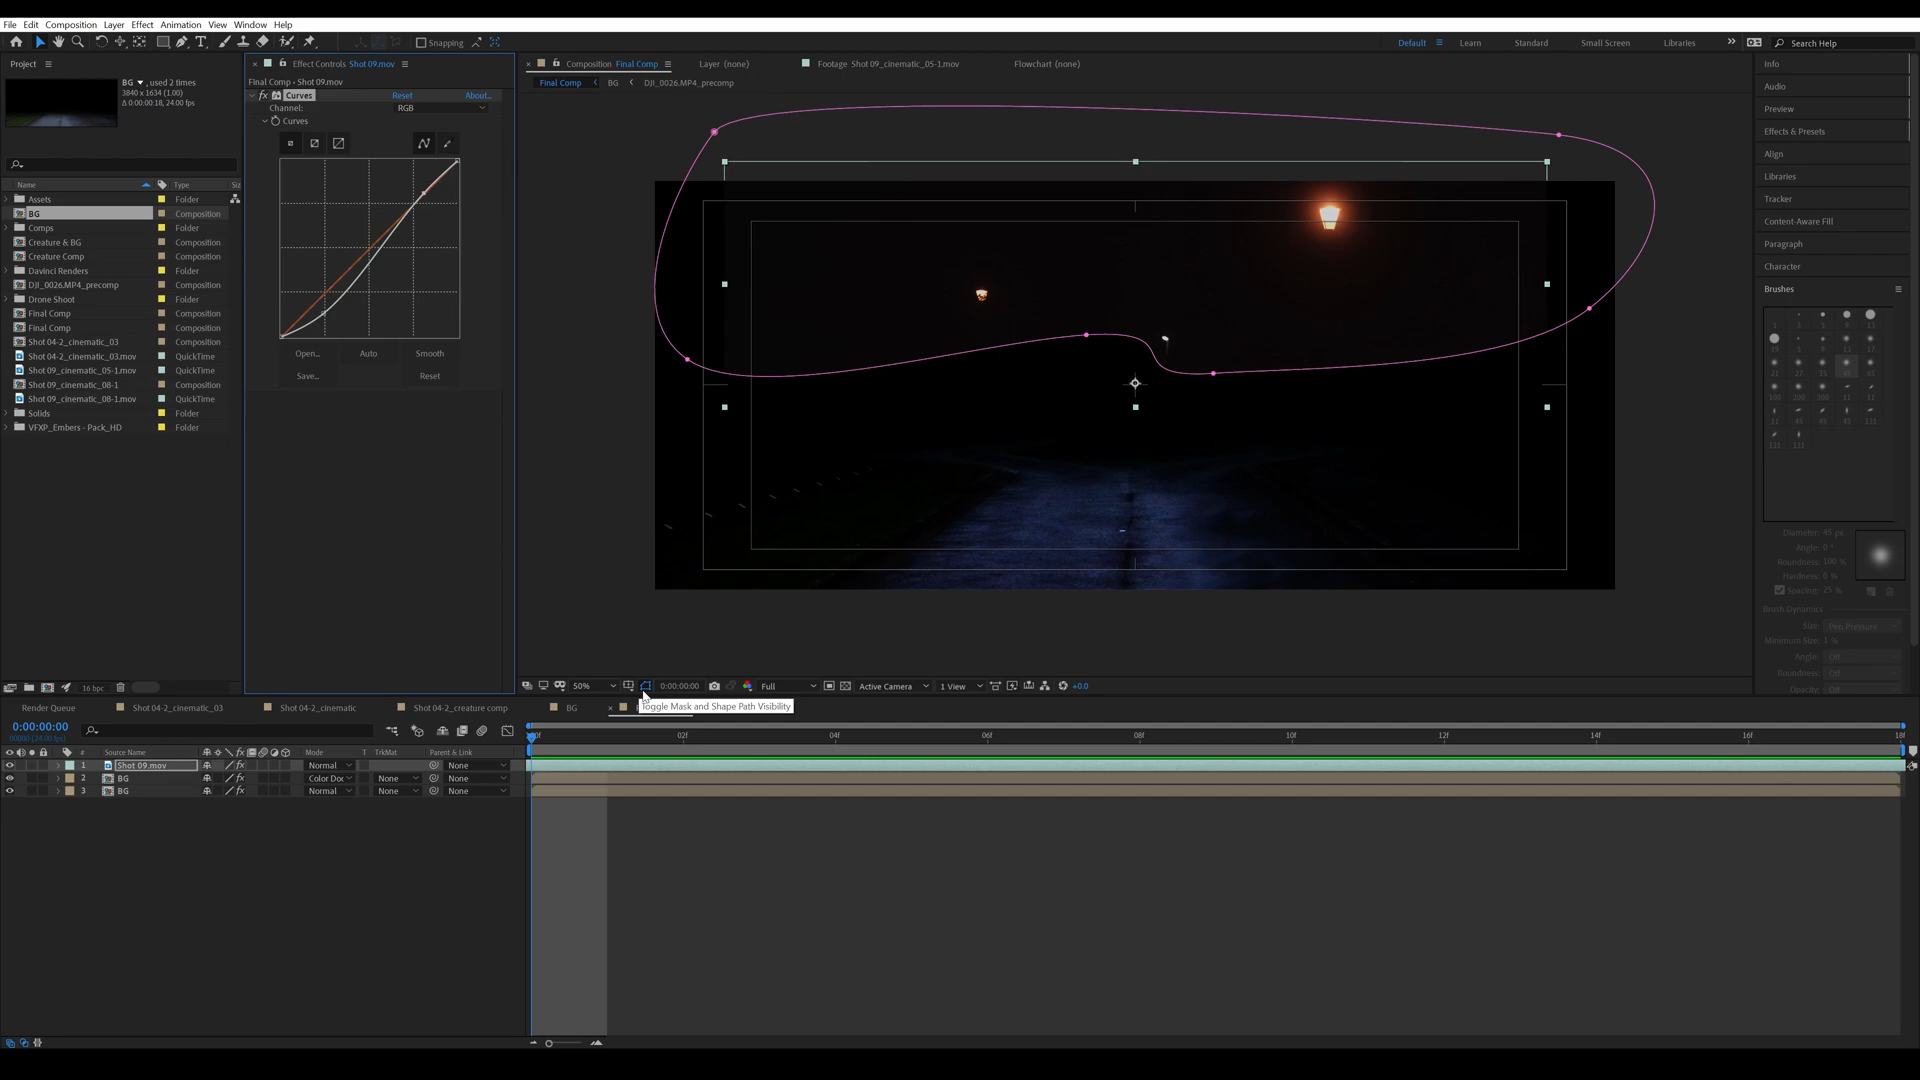 File Edit Composition Layer Effect Animation View Window Help
Snapping
Default Learn Standard Small Screen Libraries Search Help
Project
Effect Controls Shot 09.mov
Composition Final Comp Layer (none) Footage Shot 09_cinematic_05-1.mov Flowchart (none)
Final Comp BG DJI_0026.MP4_precomp
BG , used 2 times
3840 x 1634 (1.00)
Δ 0:00:00:18, 24.00 fps
Final Comp • Shot 09.mov
fx Curves Reset About...
Channel: RGB
Curves
Open... Auto Smooth
Save... Reset
Name Type
Assets Folder
BG Composition
Comps Folder
Creature & BG Composition
Creature Comp Composition
Davinci Renders Folder
DJI_0026.MP4_precomp Composition
Drone Shoot Folder
Final Comp Composition
Final Comp Composition
Shot 04-2_cinematic_03 Composition
Shot 04-2_cinematic_03.mov QuickTime
Shot 09_cinematic_05-1.mov QuickTime
Shot 09_cinematic_08-1 Composition
Shot 09_cinematic_08-1.mov QuickTime
Solids Folder
VFXP_Embers - Pack_HD Folder
16 bpc
Info
Audio
Preview
Effects & Presets
Align
Libraries
Tracker
Content-Aware Fill
Paragraph
Character
Brushes
Diameter: 45 px
Angle: 0 °
Roundness: 100 %
Hardness: 0 %
Spacing: 25 %
Brush Dynamics
Size: Pen Pressure
Minimum Size: 1 %
Angle: Off
Roundness: Off
Opacity: Off
50% 0:00:00:00 Full Active Camera 1 View +0.0
Toggle Mask and Shape Path Visibility
Render Queue Shot 04-2_cinematic_03 Shot 04-2_cinematic Shot 04-2_creature comp BG
0:00:00:00
02f 04f 06f 08f 10f 12f 14f 16f 18f
# Source Name Mode T TrkMat Parent & Link
1 Shot 09.mov Normal None
2 BG Color Doc None None
3 BG Normal None None